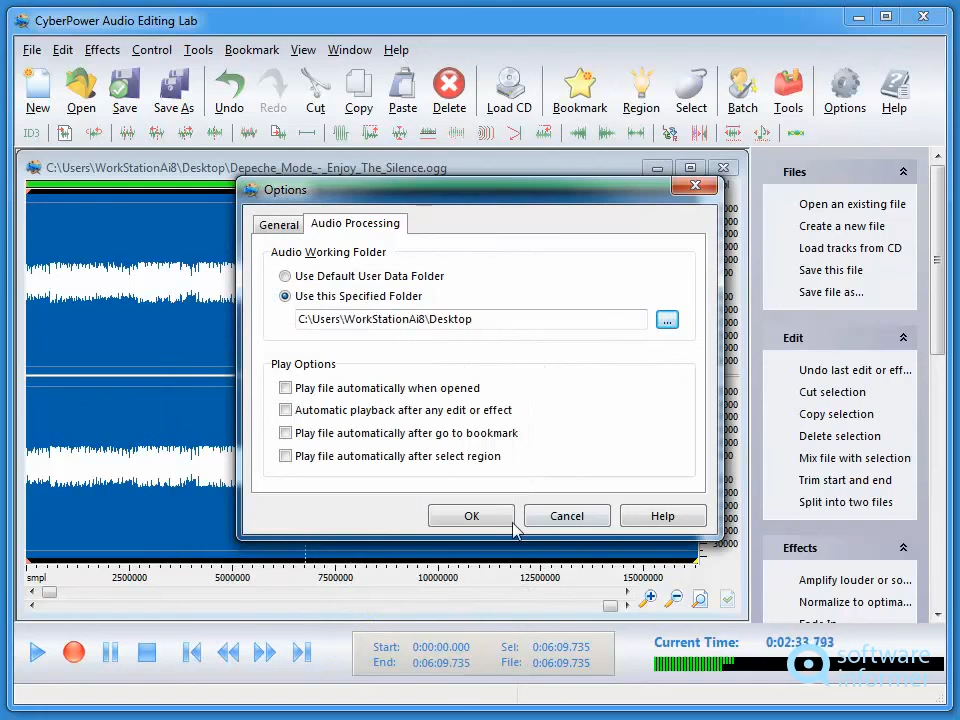 CyberPower Audio Editing Lab
File Edit Effects Control Tools Bookmark View Window Help
New Open Save Save As Undo Redo Cut Copy Paste Delete Load CD Bookmark Region Select Batch Tools Options Help
ID3
C:\Users\WorkStationAi8\Desktop\Depeche_Mode_-_Enjoy_The_Silence.ogg
Options
General Audio Processing
Audio Working Folder
Use Default User Data Folder
Use this Specified Folder
C:\Users\WorkStationAi8\Desktop
...
Play Options
Play file automatically when opened
Automatic playback after any edit or effect
Play file automatically after go to bookmark
Play file automatically after select region
OK Cancel Help
30000
smpl 2500000 5000000 7500000 10000000 12500000 15000000
Files
Open an existing file
Create a new file
Load tracks from CD
Save this file
Save file as...
Edit
Undo last edit or eff...
Cut selection
Copy selection
Delete selection
Mix file with selection
Trim start and end
Split into two files
Effects
Amplify louder or so...
Normalize to optima...
Start: 0:00:00.000 Sel: 0:06:09.735
End: 0:06:09.735 File: 0:06:09.735
Current Time: 0:02:33.793
software
informer